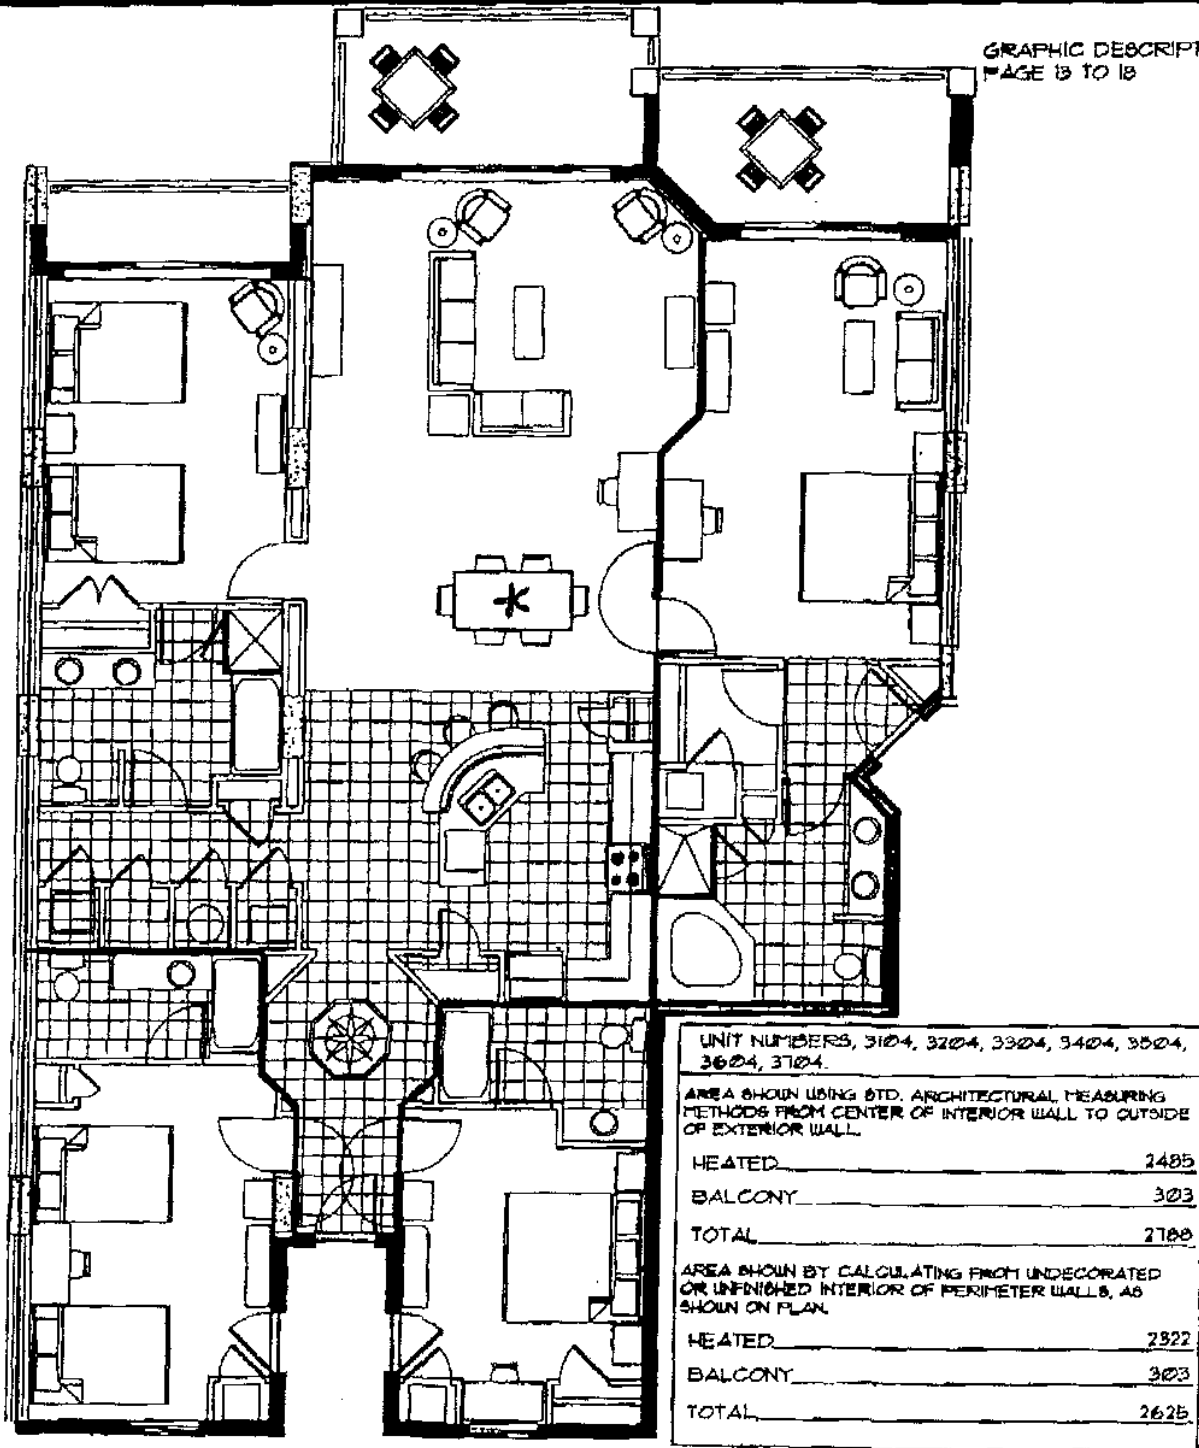 GRAPHIC DESCRIPT
PAGE 13 TO 18
UNIT NUMBERS, 3104, 3204, 3304, 3404, 3504,
3604, 3704.
AREA SHOWN USING STD. ARCHITECTURAL MEASURING
METHODS FROM CENTER OF INTERIOR WALL TO OUTSIDE
OF EXTERIOR WALL.
HEATED 2485
BALCONY 303
TOTAL 2788
AREA SHOWN BY CALCULATING FROM UNDECORATED
OR UNFINISHED INTERIOR OF PERIMETER WALLS, AS
SHOWN ON PLAN.
HEATED 2322
BALCONY 303
TOTAL 2625